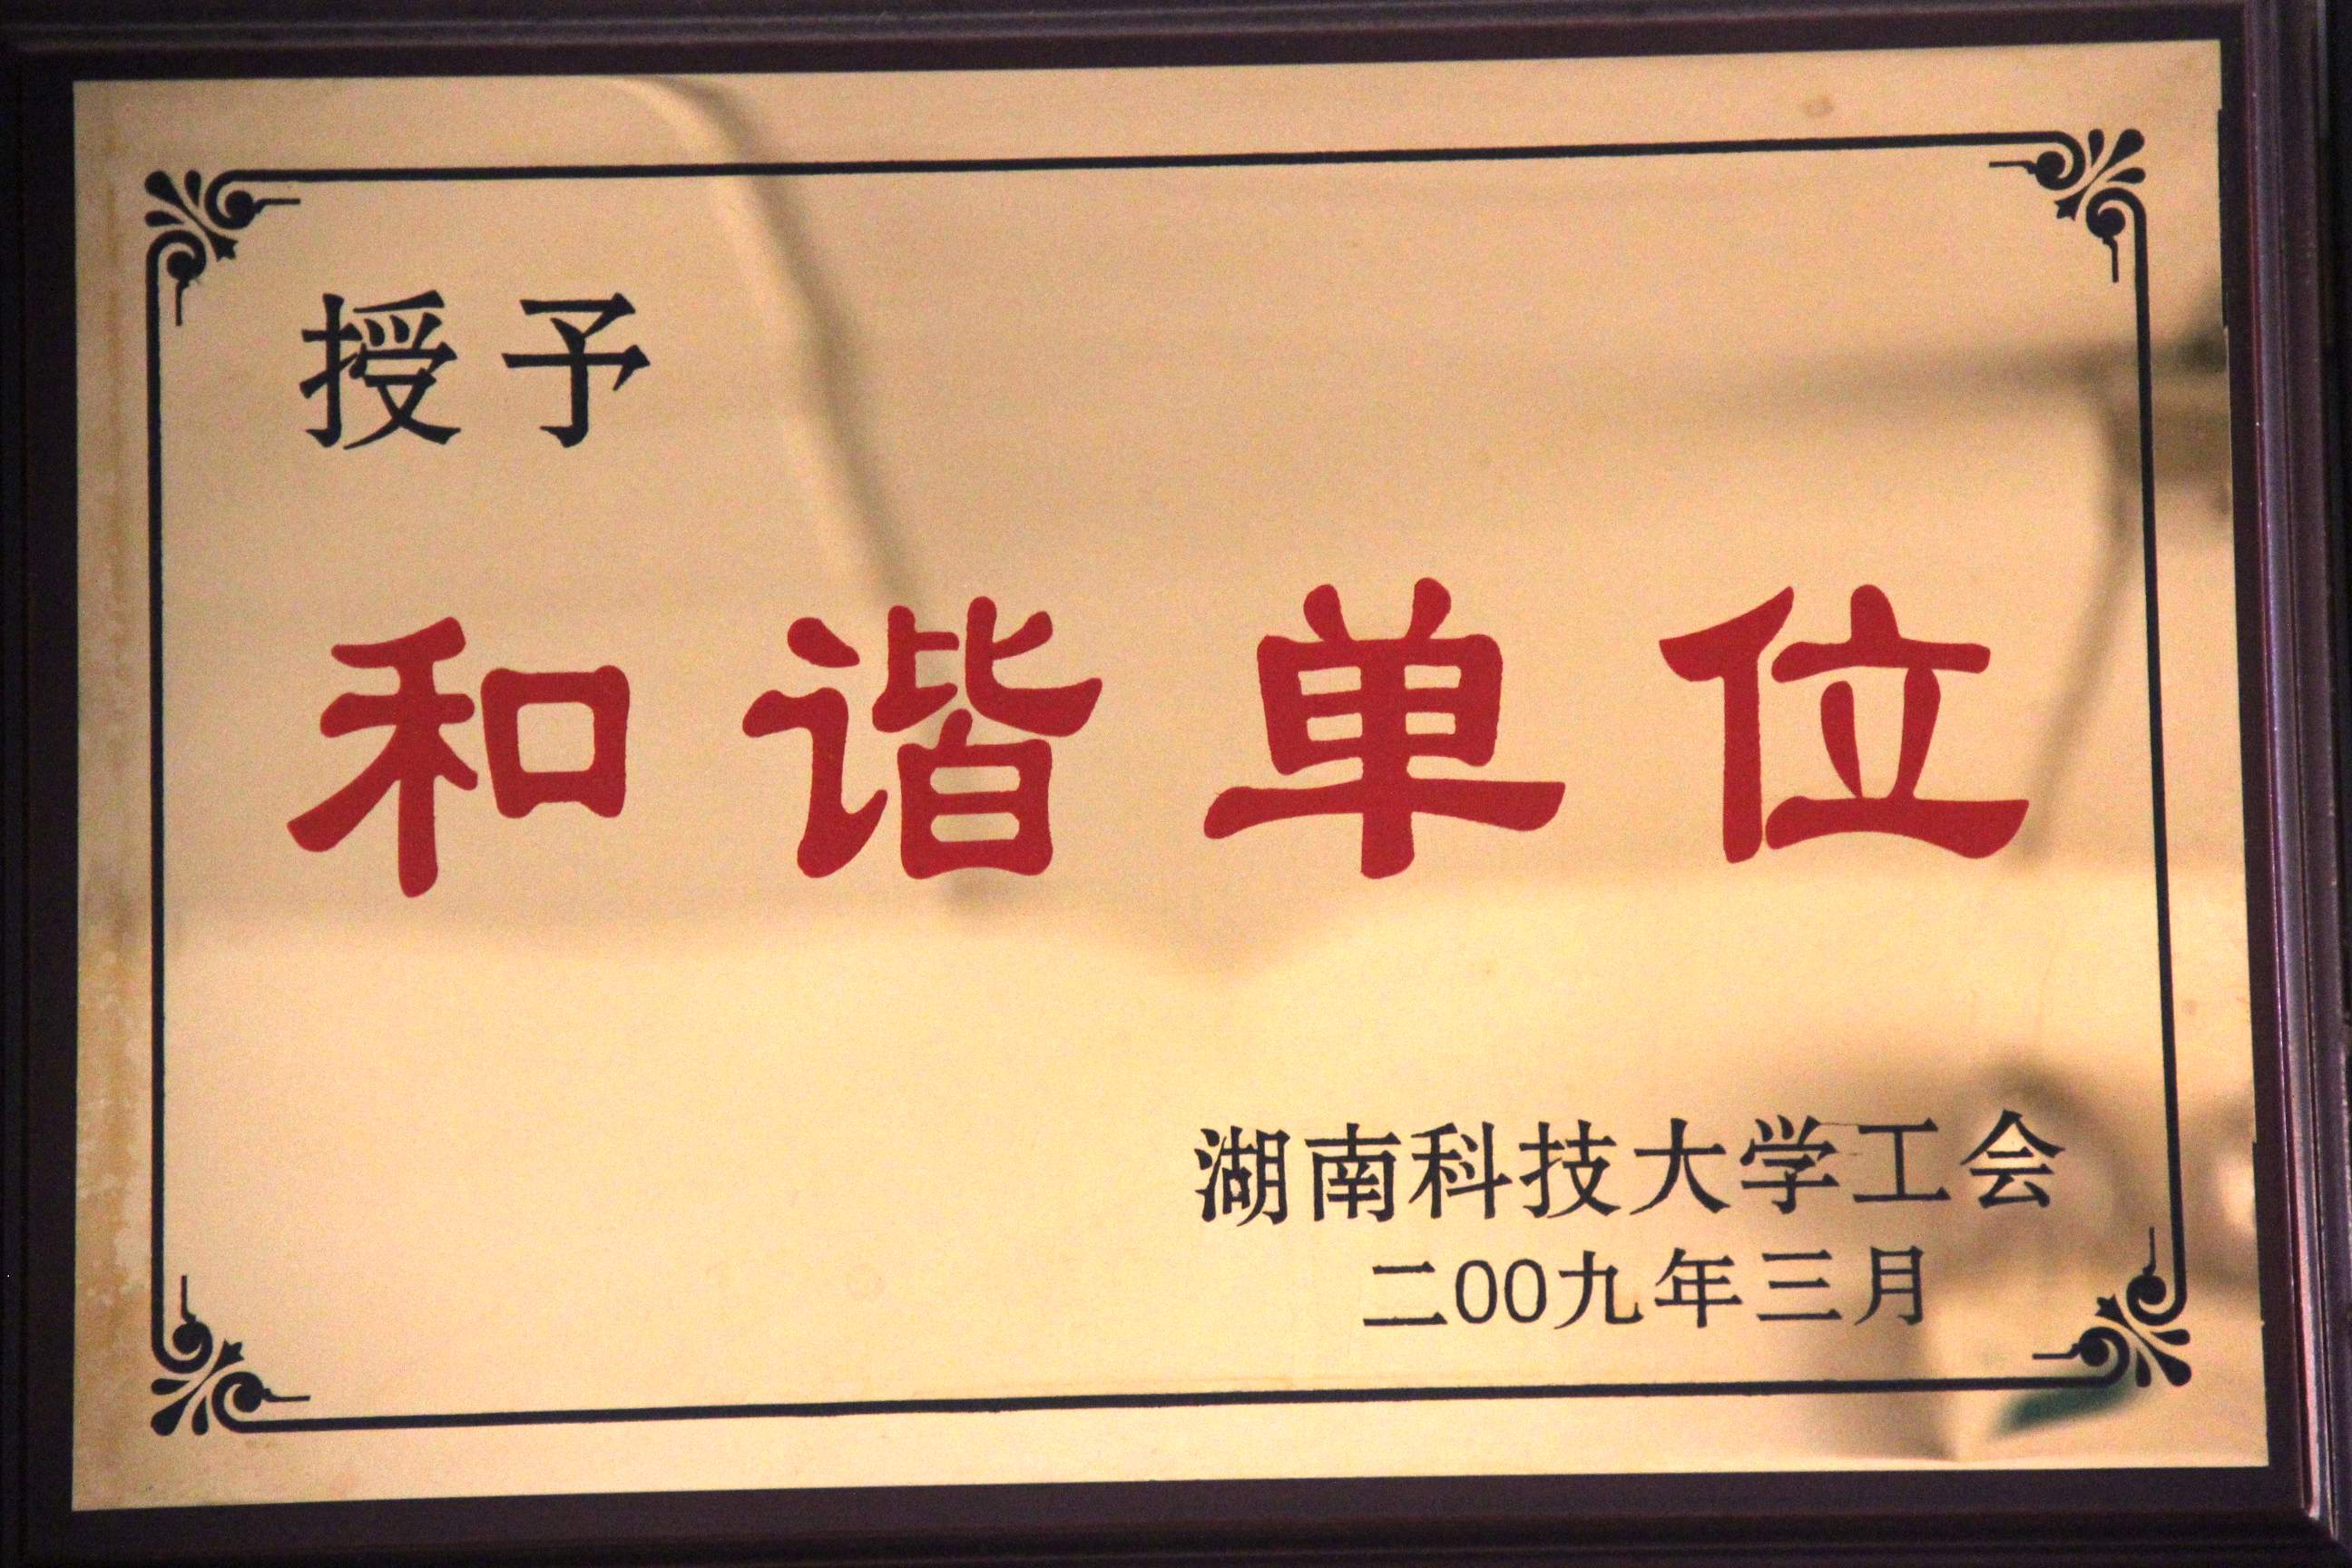 授予
和谐单位
湖南科技大学工会
二00九年三月